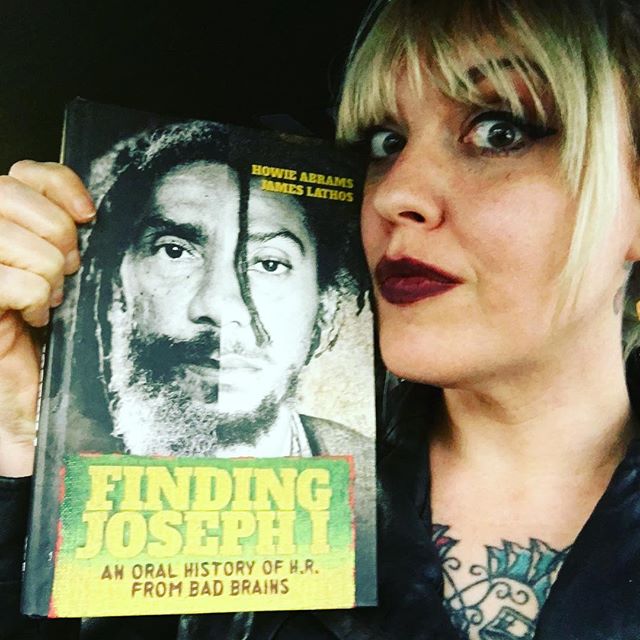 HOWIE ABRAMS
JAMES LATHOS
FINDING
JOSEPH I
AN ORAL HISTORY OF H.R.
FROM BAD BRAINS